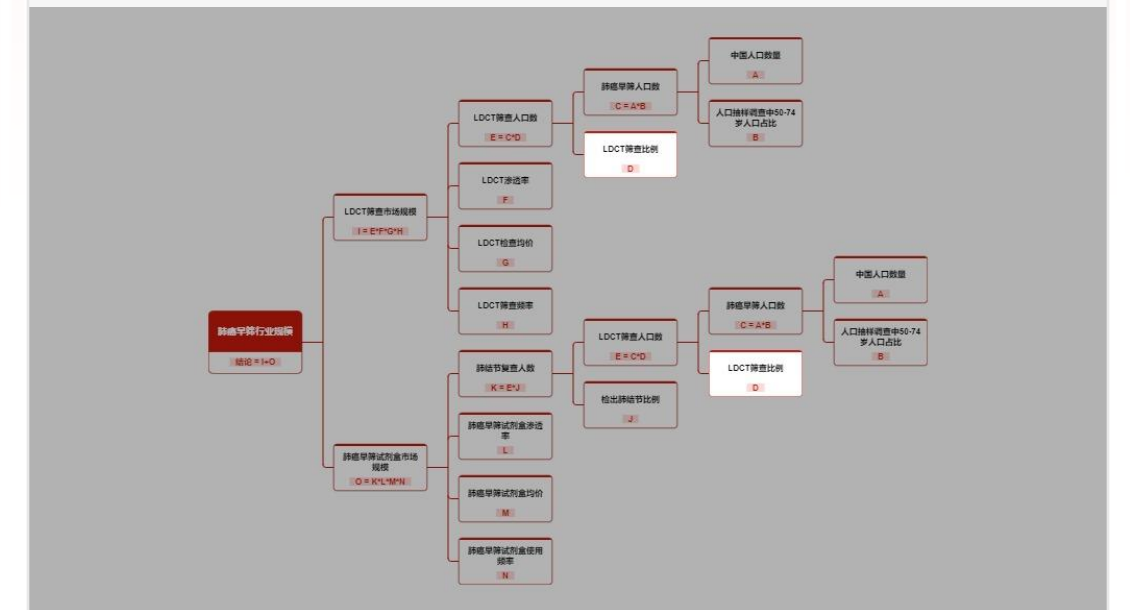 中国人口数量
A
肺癌早筛人口数
C = A*B
人口抽样调查中50-74
岁人口占比
B
LDCT筛查人口数
E = C*D
LDCT筛查比例
D
LDCT渗透率
F
LDCT筛查市场规模
I = E*F*G*H
LDCT检查均价
G
LDCT筛查频率
H
肺癌早筛行业规模
结论 = I+O
中国人口数量
A
肺癌早筛人口数
C = A*B
人口抽样调查中50-74
岁人口占比
B
LDCT筛查人口数
E = C*D
LDCT筛查比例
D
肺结节复查人数
K = E*J
检出肺结节比例
J
肺癌早筛试剂盒渗透
率
L
肺癌早筛试剂盒市场
规模
O = K*L*M*N
肺癌早筛试剂盒均价
M
肺癌早筛试剂盒使用
频率
N